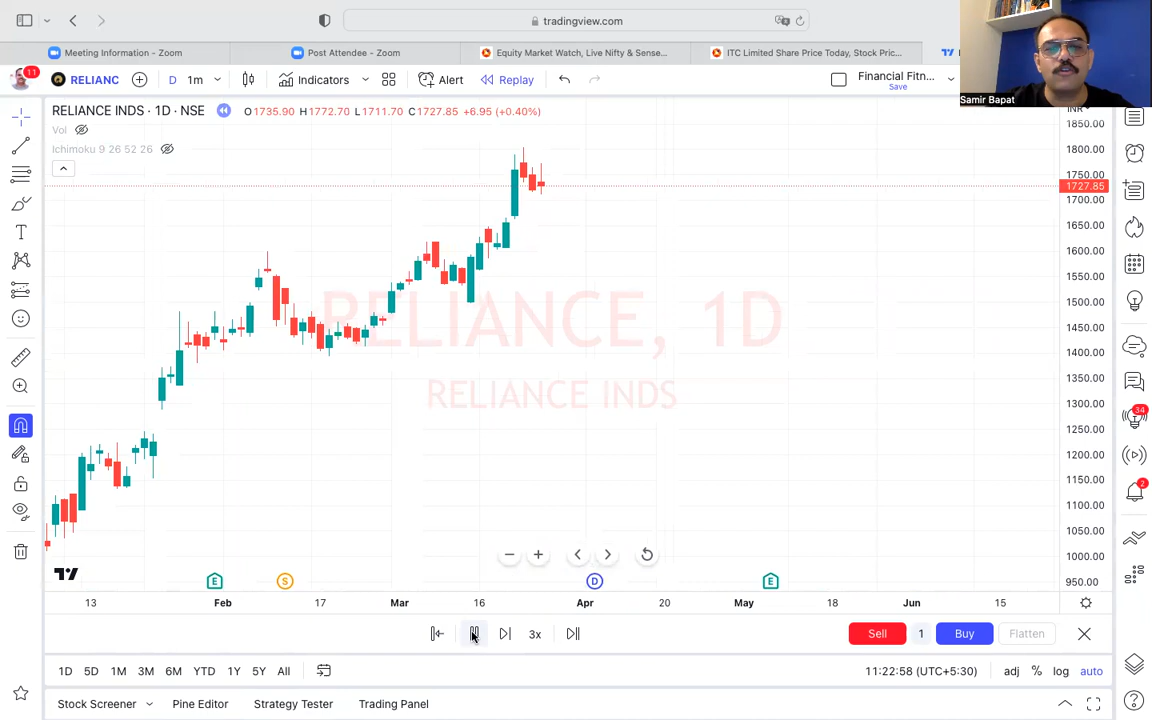 tradingview.com
Meeting Information - Zoom
Post Attendee - Zoom
Equity Market Watch, Live Nifty & Sense...
ITC Limited Share Price Today, Stock Pric...
11
RELIANC
D
1m
Indicators
Alert
Replay
Financial Fitn...
Save
Samir Bapat
RELIANCE INDS · 1D · NSE
O1735.90 H1772.70 L1711.70 C1727.85 +6.95 (+0.40%)
Vol
Ichimoku 9 26 52 26
RELIANCE, 1D
RELIANCE INDS
INR
1850.00
1800.00
1750.00
1727.85
1700.00
1650.00
1600.00
1550.00
1500.00
1450.00
1400.00
1350.00
1300.00
1250.00
1200.00
1150.00
1100.00
1050.00
1000.00
950.00
34
2
E
S
D
E
13
Feb
17
Mar
16
Apr
20
May
18
Jun
15
3x
Sell
1
Buy
Flatten
1D 5D 1M 3M 6M YTD 1Y 5Y All
11:22:58 (UTC+5:30)
adj % log auto
Stock Screener
Pine Editor
Strategy Tester
Trading Panel